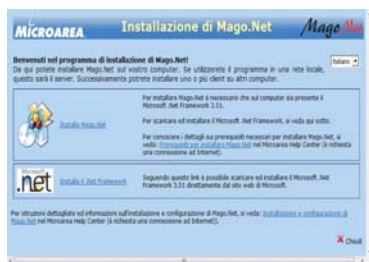 MICROAREA
Installazione di Mago.Net
Mago.Net
Benvenuti nel programma di installazione di Mago.Net!
Italiano
Da qui potete installare Mago.Net sul vostro computer. Se utilizzerete il programma in una rete locale,
questo sarà il server. Successivamente potrete installare uno o più client su altri computer.
Per installare Mago.Net è necessario che sul computer sia presente il
Microsoft .Net Framework 3.51.
Per scaricare ed installare il Microsoft .Net Framework, si veda qui sotto.
Installa Mago.Net
Per conoscere i dettagli sui prerequisiti necessari per installare Mago.Net, si
veda: Prerequisiti per installare Mago.Net nel Microarea Help Center (è richiesta
una connessione ad Internet).
Microsoft
.net
Installa il .Net Framework
Seguendo questo link è possibile scaricare ed installare il Microsoft .Net
Framework 3.51 direttamente dal sito web di Microsoft.
Per istruzioni dettagliate ed informazioni sull'installazione e configurazione di Mago.Net, si veda: Installazione e configurazione di
Mago.Net nel Microarea Help Center (è richiesta una connessione ad Internet).
Chiudi